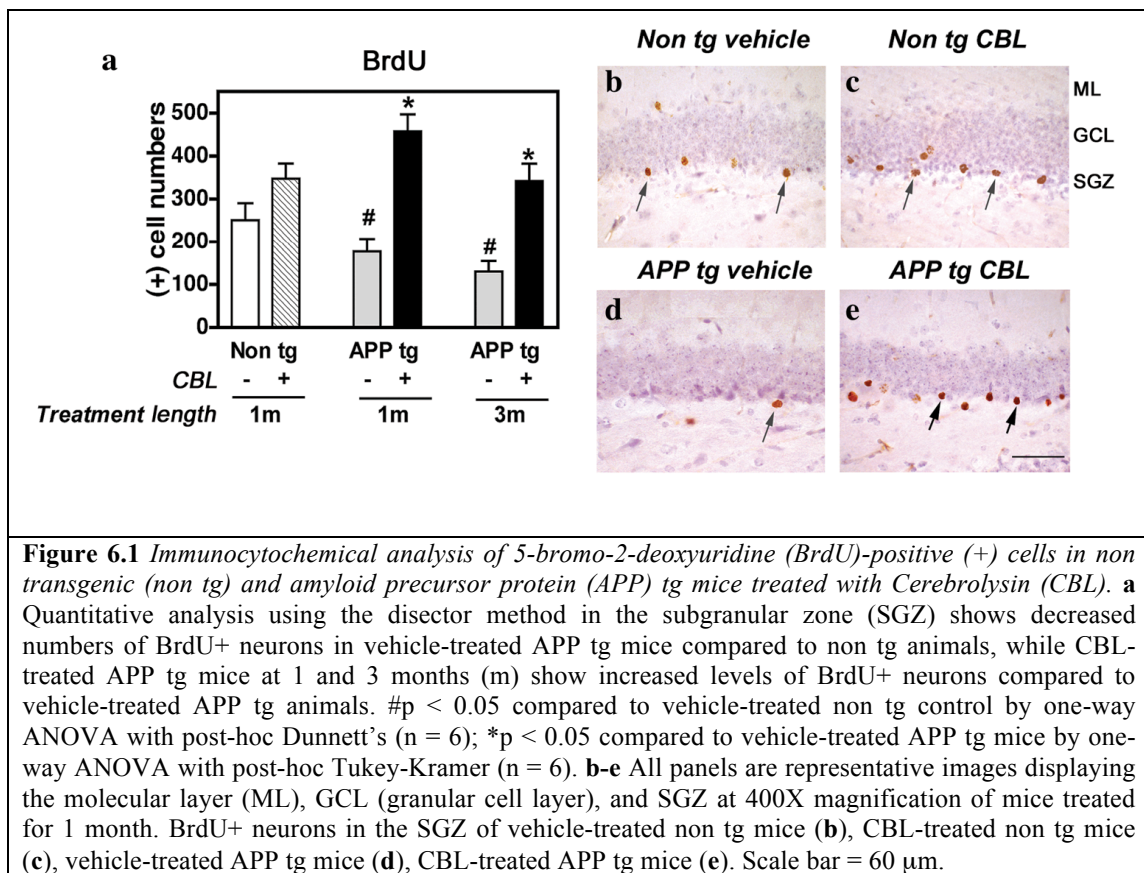 a
BrdU
(+) cell numbers
500
400
300
200
100
0
#
*
#
*
Non tg APP tg APP tg
CBL - + - + - +
Treatment length 1m 1m 3m
Non tg vehicle Non tg CBL
b c
ML
GCL
SGZ
APP tg vehicle APP tg CBL
d e
Figure 6.1 Immunocytochemical analysis of 5-bromo-2-deoxyuridine (BrdU)-positive (+) cells in non
transgenic (non tg) and amyloid precursor protein (APP) tg mice treated with Cerebrolysin (CBL). a
Quantitative analysis using the disector method in the subgranular zone (SGZ) shows decreased
numbers of BrdU+ neurons in vehicle-treated APP tg mice compared to non tg animals, while CBL-
treated APP tg mice at 1 and 3 months (m) show increased levels of BrdU+ neurons compared to
vehicle-treated APP tg animals. #p < 0.05 compared to vehicle-treated non tg control by one-way
ANOVA with post-hoc Dunnett's (n = 6); *p < 0.05 compared to vehicle-treated APP tg mice by one-
way ANOVA with post-hoc Tukey-Kramer (n = 6). b-e All panels are representative images displaying
the molecular layer (ML), GCL (granular cell layer), and SGZ at 400X magnification of mice treated
for 1 month. BrdU+ neurons in the SGZ of vehicle-treated non tg mice (b), CBL-treated non tg mice
(c), vehicle-treated APP tg mice (d), CBL-treated APP tg mice (e). Scale bar = 60 μm.